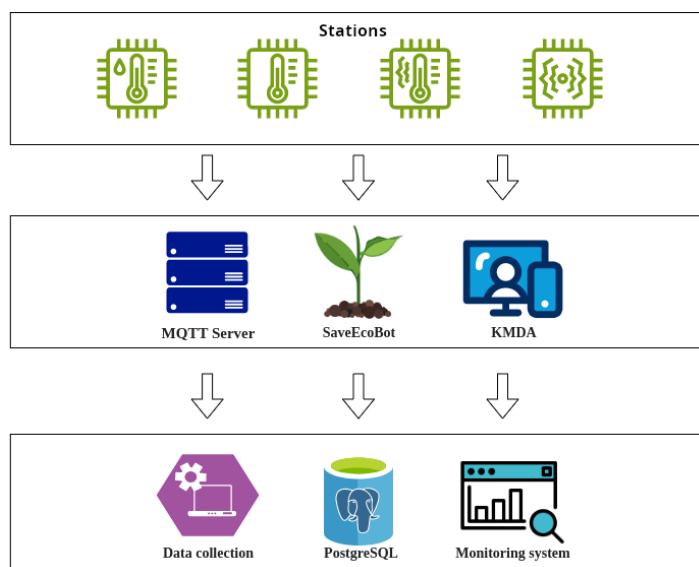 Stations
MQTT Server
SaveEcoBot
KMDA
Data collection
PostgreSQL
Monitoring system